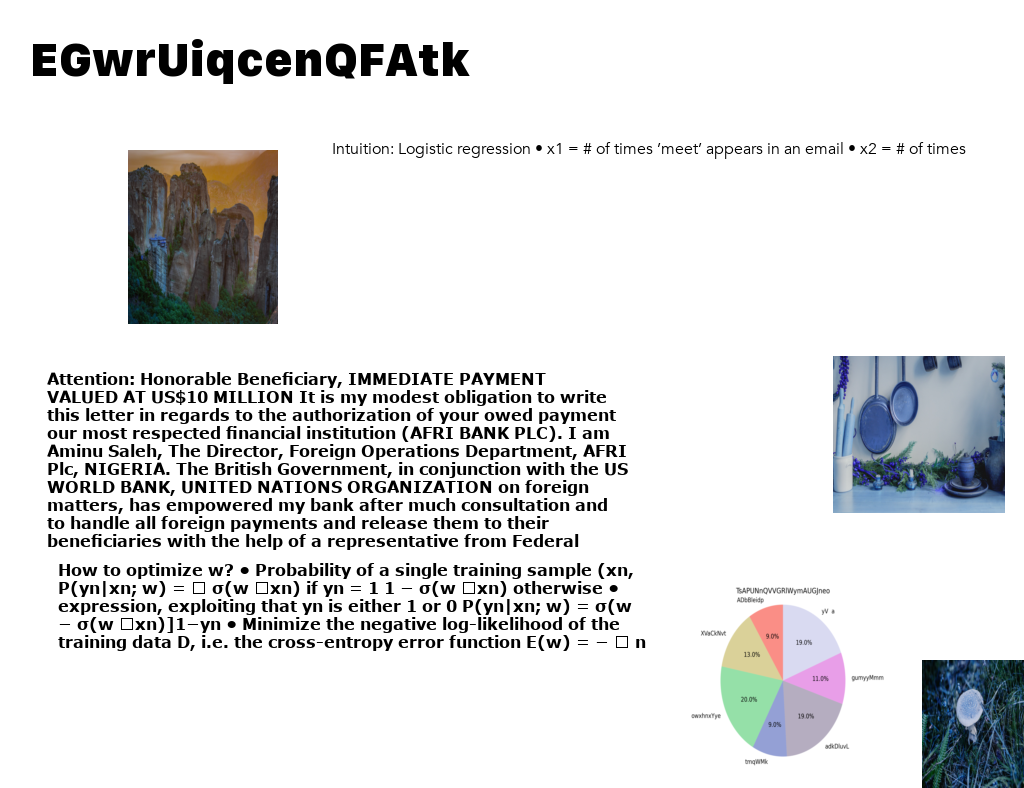 EGwrUiqcenQFAtk
Intuition: Logistic regression • x1 = # of times ’meet’ appears in an email • x2 = # of times
Attention: Honorable Beneficiary, IMMEDIATE PAYMENT
VALUED AT US$10 MILLION It is my modest obligation to write
this letter in regards to the authorization of your owed payment
our most respected financial institution (AFRI BANK PLC). I am
Aminu Saleh, The Director, Foreign Operations Department, AFRI
Plc, NIGERIA. The British Government, in conjunction with the US
WORLD BANK, UNITED NATIONS ORGANIZATION on foreign
matters, has empowered my bank after much consultation and
to handle all foreign payments and release them to their
beneficiaries with the help of a representative from Federal
How to optimize w? • Probability of a single training sample (xn,
P(yn|xn; w) = □ σ(w □xn) if yn = 1 1 − σ(w □xn) otherwise •
expression, exploiting that yn is either 1 or 0 P(yn|xn; w) = σ(w
− σ(w □xn)]1−yn • Minimize the negative log-likelihood of the
training data D, i.e. the cross-entropy error function E(w) = − □ n
TsAPUNnQVVGRIWymAUGJneo
ADbBleidp
yV a
9.0%
19.0%
XVaCkNvt
13.0%
11.0%
gumyyMmm
20.0%
19.0%
owxhnxYye
9.0%
adkDluvL
tmqWMk